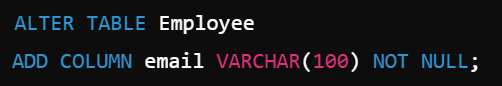 ALTER TABLE Employee
ADD COLUMN email VARCHAR(100) NOT NULL;